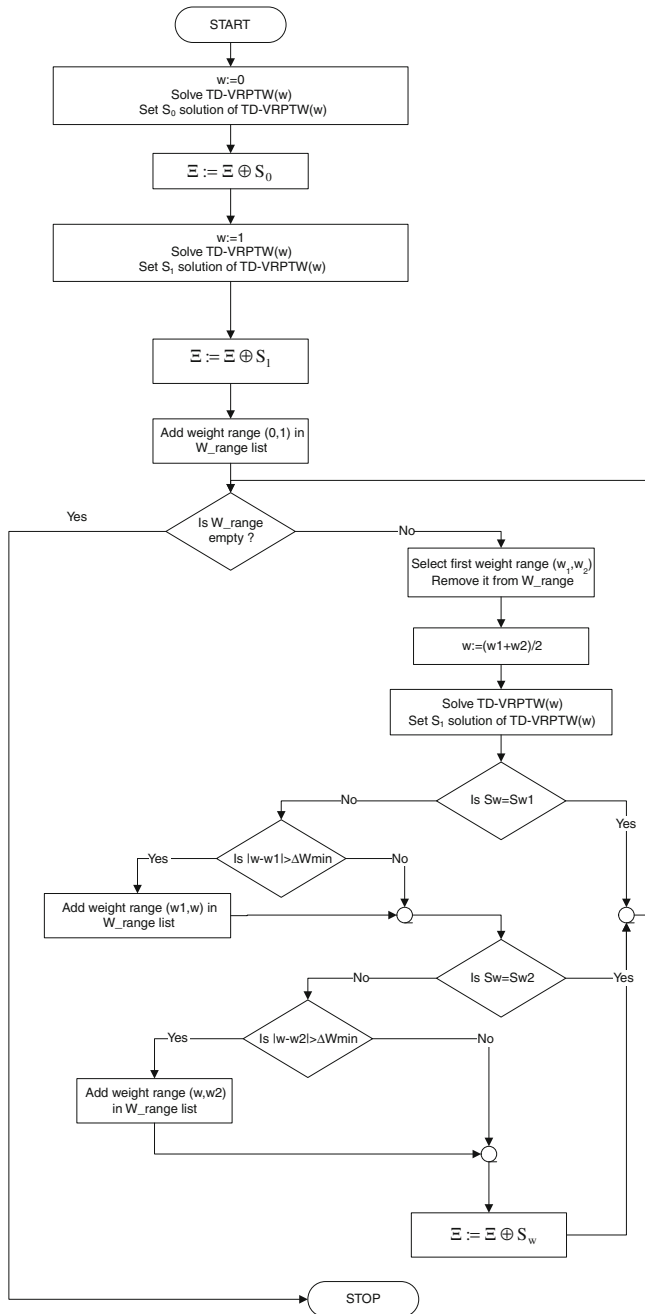 START
w:=0
Solve TD-VRPTW(w)
Set S₀ solution of TD-VRPTW(w)
Ξ := Ξ ⊕ S₀
w:=1
Solve TD-VRPTW(w)
Set S₁ solution of TD-VRPTW(w)
Ξ := Ξ ⊕ S₁
Add weight range (0,1) in
W_range list
Is W_range
empty ?
Yes
No
Select first weight range (w₁,w₂)
Remove it from W_range
w:=(w1+w2)/2
Solve TD-VRPTW(w)
Set S₁ solution of TD-VRPTW(w)
Is Sw=Sw1
No
Yes
Is |w-w1|>ΔWmin
Yes
No
Add weight range (w1,w) in
W_range list
Is Sw=Sw2
No
Yes
Is |w-w2|>ΔWmin
Yes
No
Add weight range (w,w2)
in W_range list
Ξ := Ξ ⊕ S_w
STOP